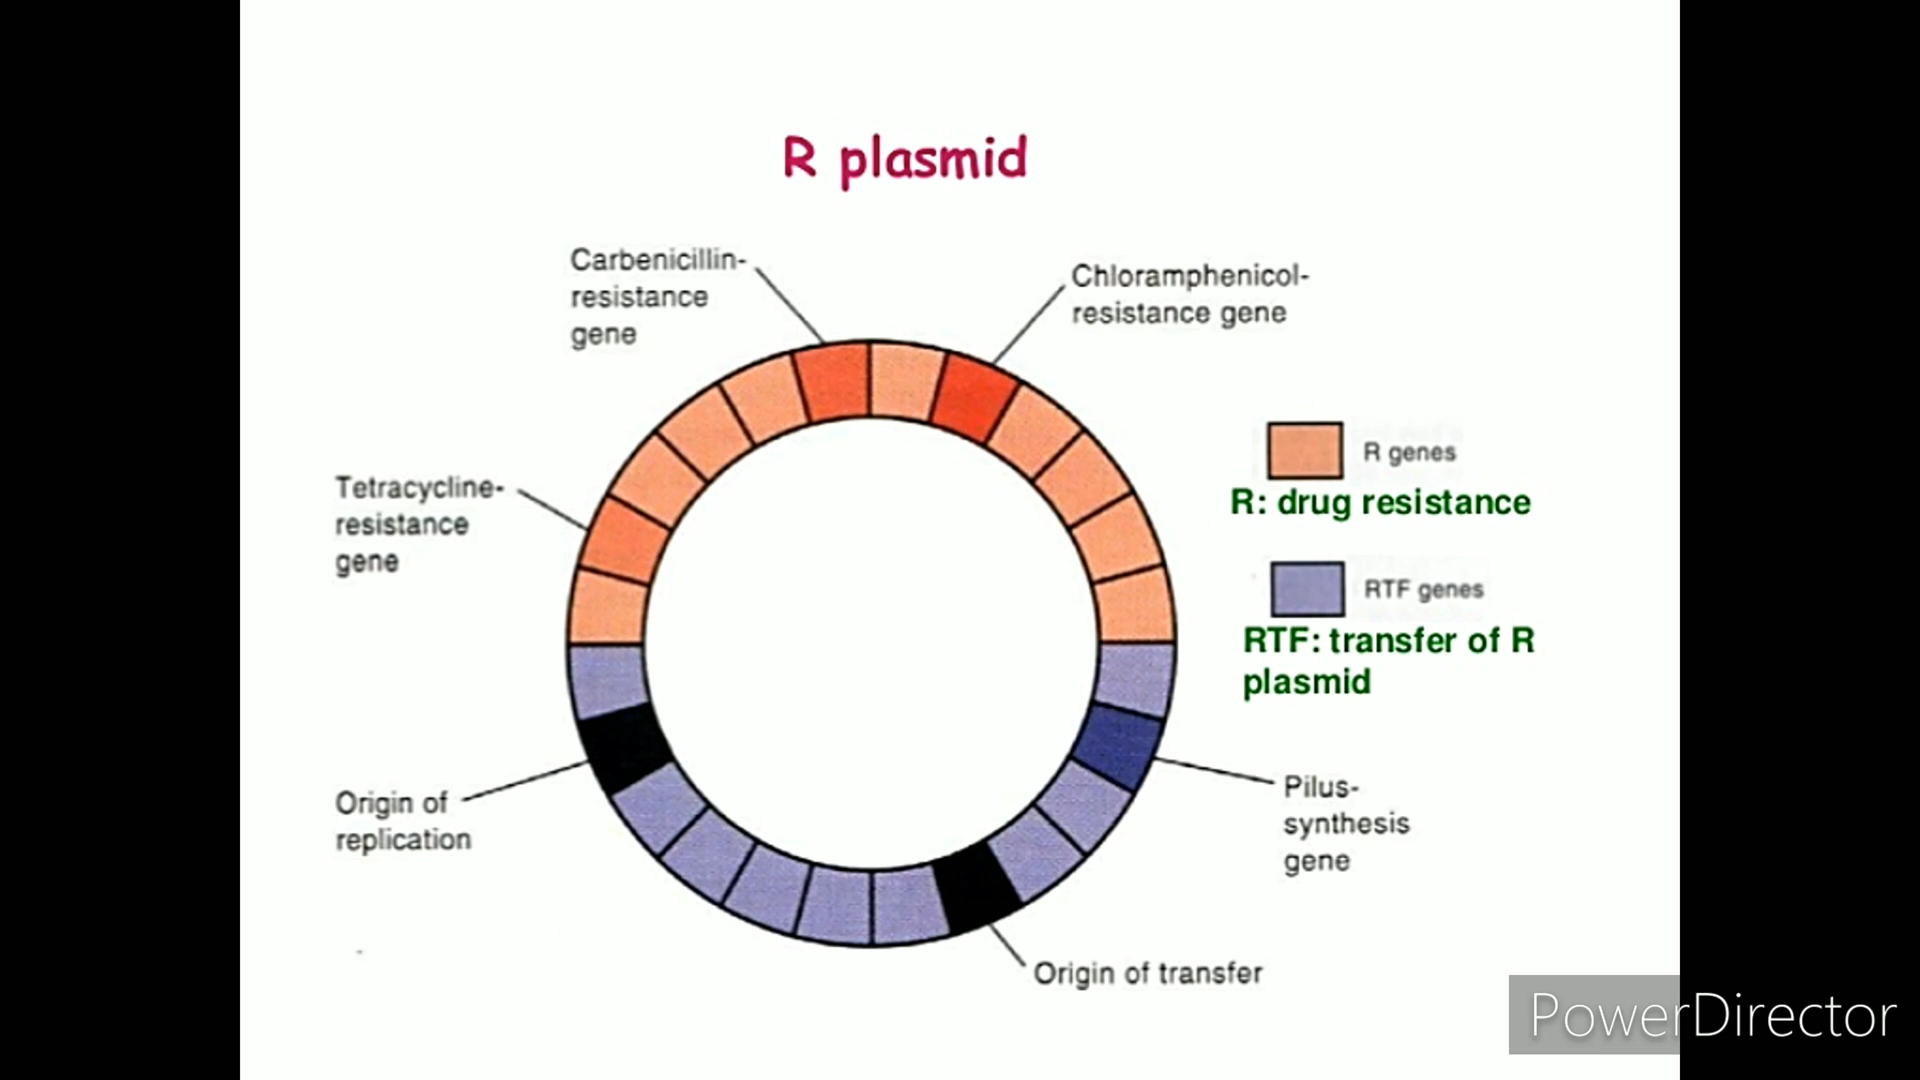 R plasmid
Carbenicillin-
resistance
gene
Chloramphenicol-
resistance gene
Tetracycline-
resistance
gene
R genes
R: drug resistance
RTF genes
RTF: transfer of R
plasmid
Origin of
replication
Pilus-
synthesis
gene
Origin of transfer
PowerDirector